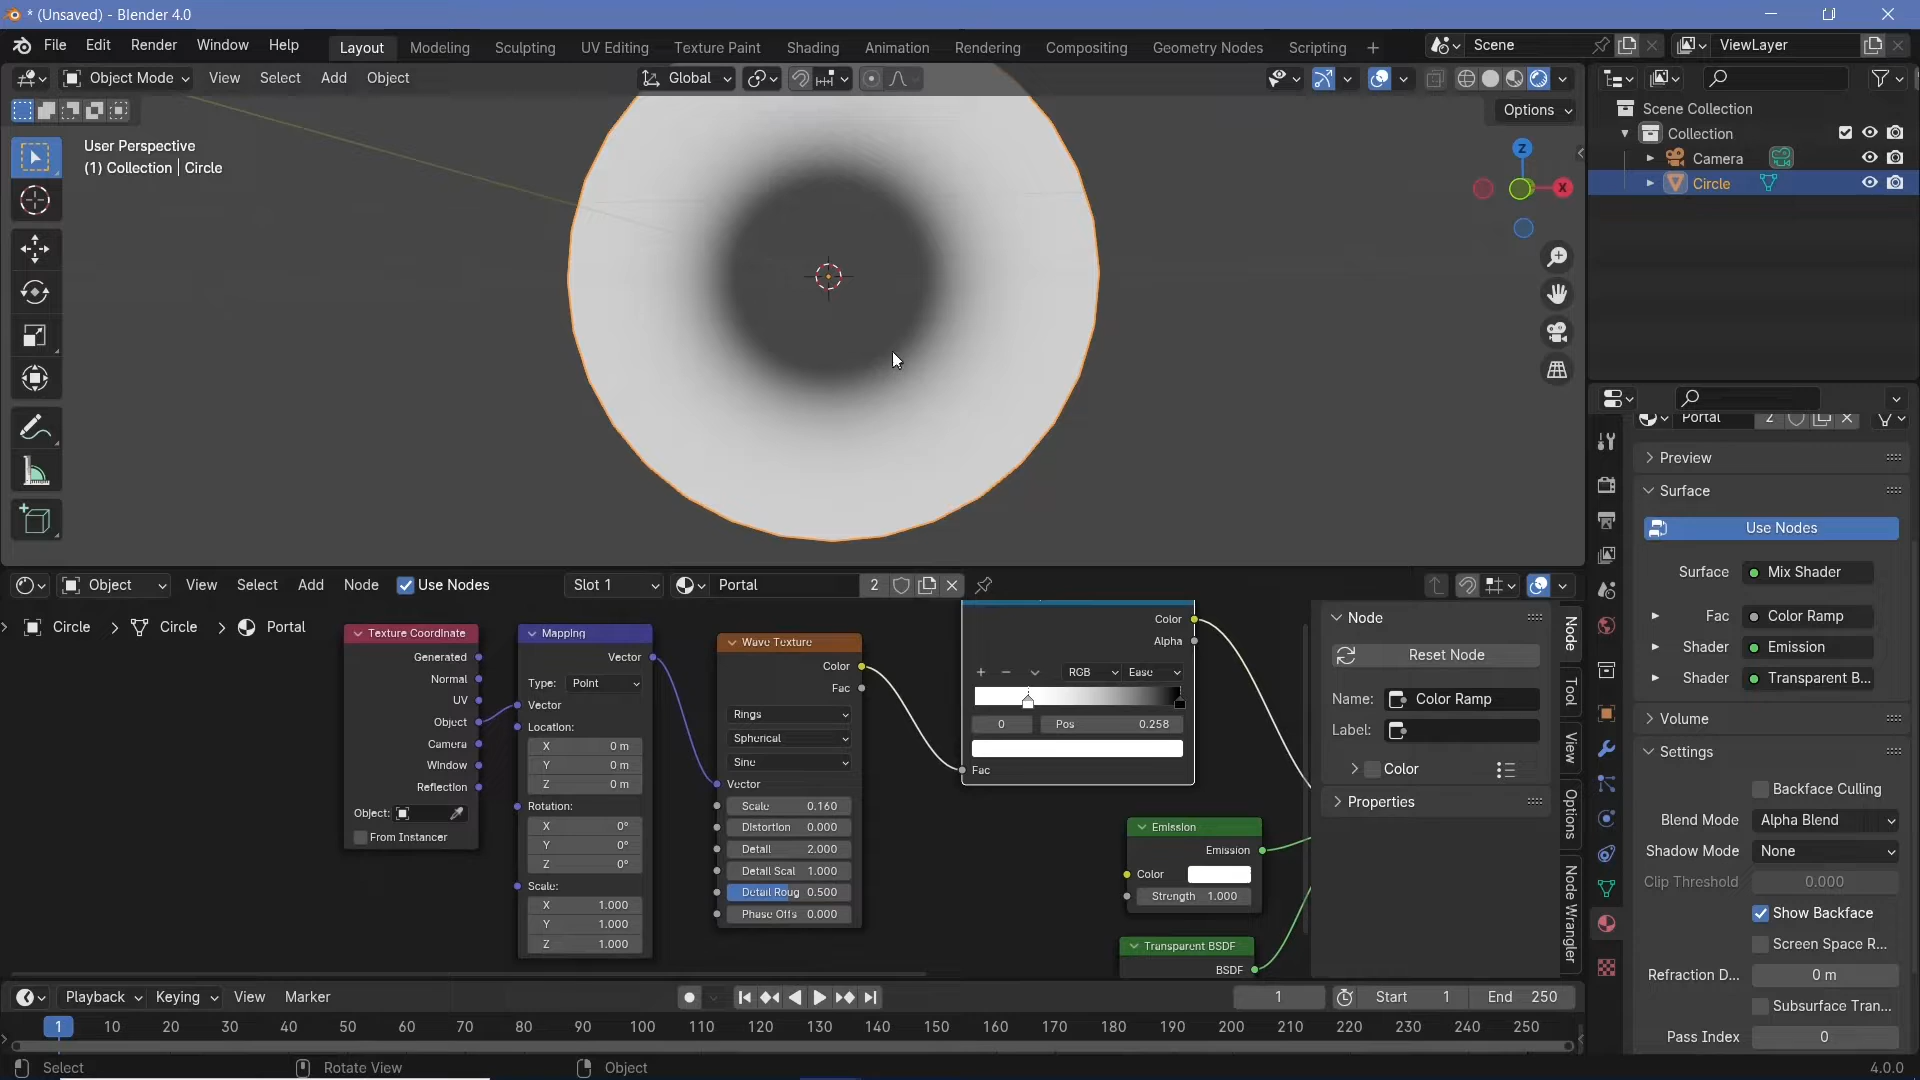 * (Unsaved) - Blender 4.0
File Edit Render Window Help Layout Modeling Sculpting UV Editing Texture Paint Shading Animation Rendering Compositing Geometry Nodes Scripting + Scene ViewLayer
Object Mode View Select Add Object Global
Options
User Perspective
(1) Collection | Circle
Z
X
Scene Collection
Collection
Camera
Circle
Portal 2
Preview
Surface
Use Nodes
Surface Mix Shader
Fac Color Ramp
Shader Emission
Shader Transparent B...
Volume
Settings
Backface Culling
Blend Mode Alpha Blend
Shadow Mode None
Clip Threshold 0.000
Show Backface
Screen Space R...
Refraction D... 0 m
Subsurface Tran...
Pass Index 0
Object View Select Add Node Use Nodes Slot 1 Portal 2
Circle > Circle > Portal
Texture Coordinate
Generated
Normal
UV
Object
Camera
Window
Reflection
Object:
From Instancer
Mapping
Vector
Type: Point
Vector
Location:
X 0 m
Y 0 m
Z 0 m
Rotation:
X 0°
Y 0°
Z 0°
Scale:
X 1.000
Y 1.000
Z 1.000
Wave Texture
Color
Fac
Rings
Spherical
Sine
Vector
Scale 0.160
Distortion 0.000
Detail 2.000
Detail Scal 1.000
Detail Roug 0.500
Phase Offs 0.000
Color
Alpha
+ − RGB Ease
0 Pos 0.258
Fac
Emission
Emission
Color
Strength 1.000
Transparent BSDF
BSDF
Node
Reset Node
Name: Color Ramp
Label:
Color
Properties
Node
Tool
View
Options
Node Wrangler
Playback Keying View Marker 1 Start 1 End 250
1 10 20 30 40 50 60 70 80 90 100 110 120 130 140 150 160 170 180 190 200 210 220 230 240 250
Select Rotate View Object 4.0.0